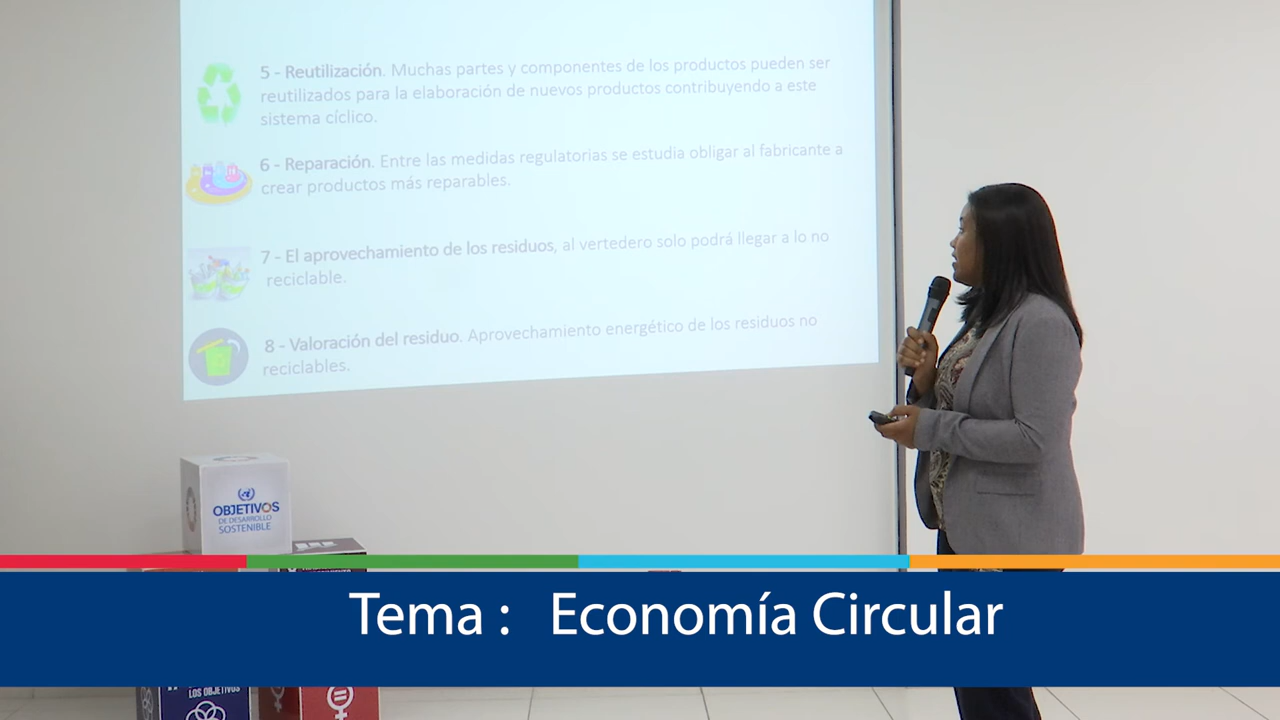 5 - Reutilización. Muchas partes y componentes de los productos pueden ser
reutilizados para la elaboración de nuevos productos contribuyendo a este
sistema cíclico.
6 - Reparación. Entre las medidas regulatorias se estudia obligar al fabricante a
crear productos más reparables.
7 - El aprovechamiento de los residuos, al vertedero solo podrá llegar a lo no
reciclable.
8 - Valoración del residuo. Aprovechamiento energético de los residuos no
reciclables.
OBJETIVOS
DE DESARROLLO
SOSTENIBLE
Tema : Economía Circular
LOS OBJETIVOS